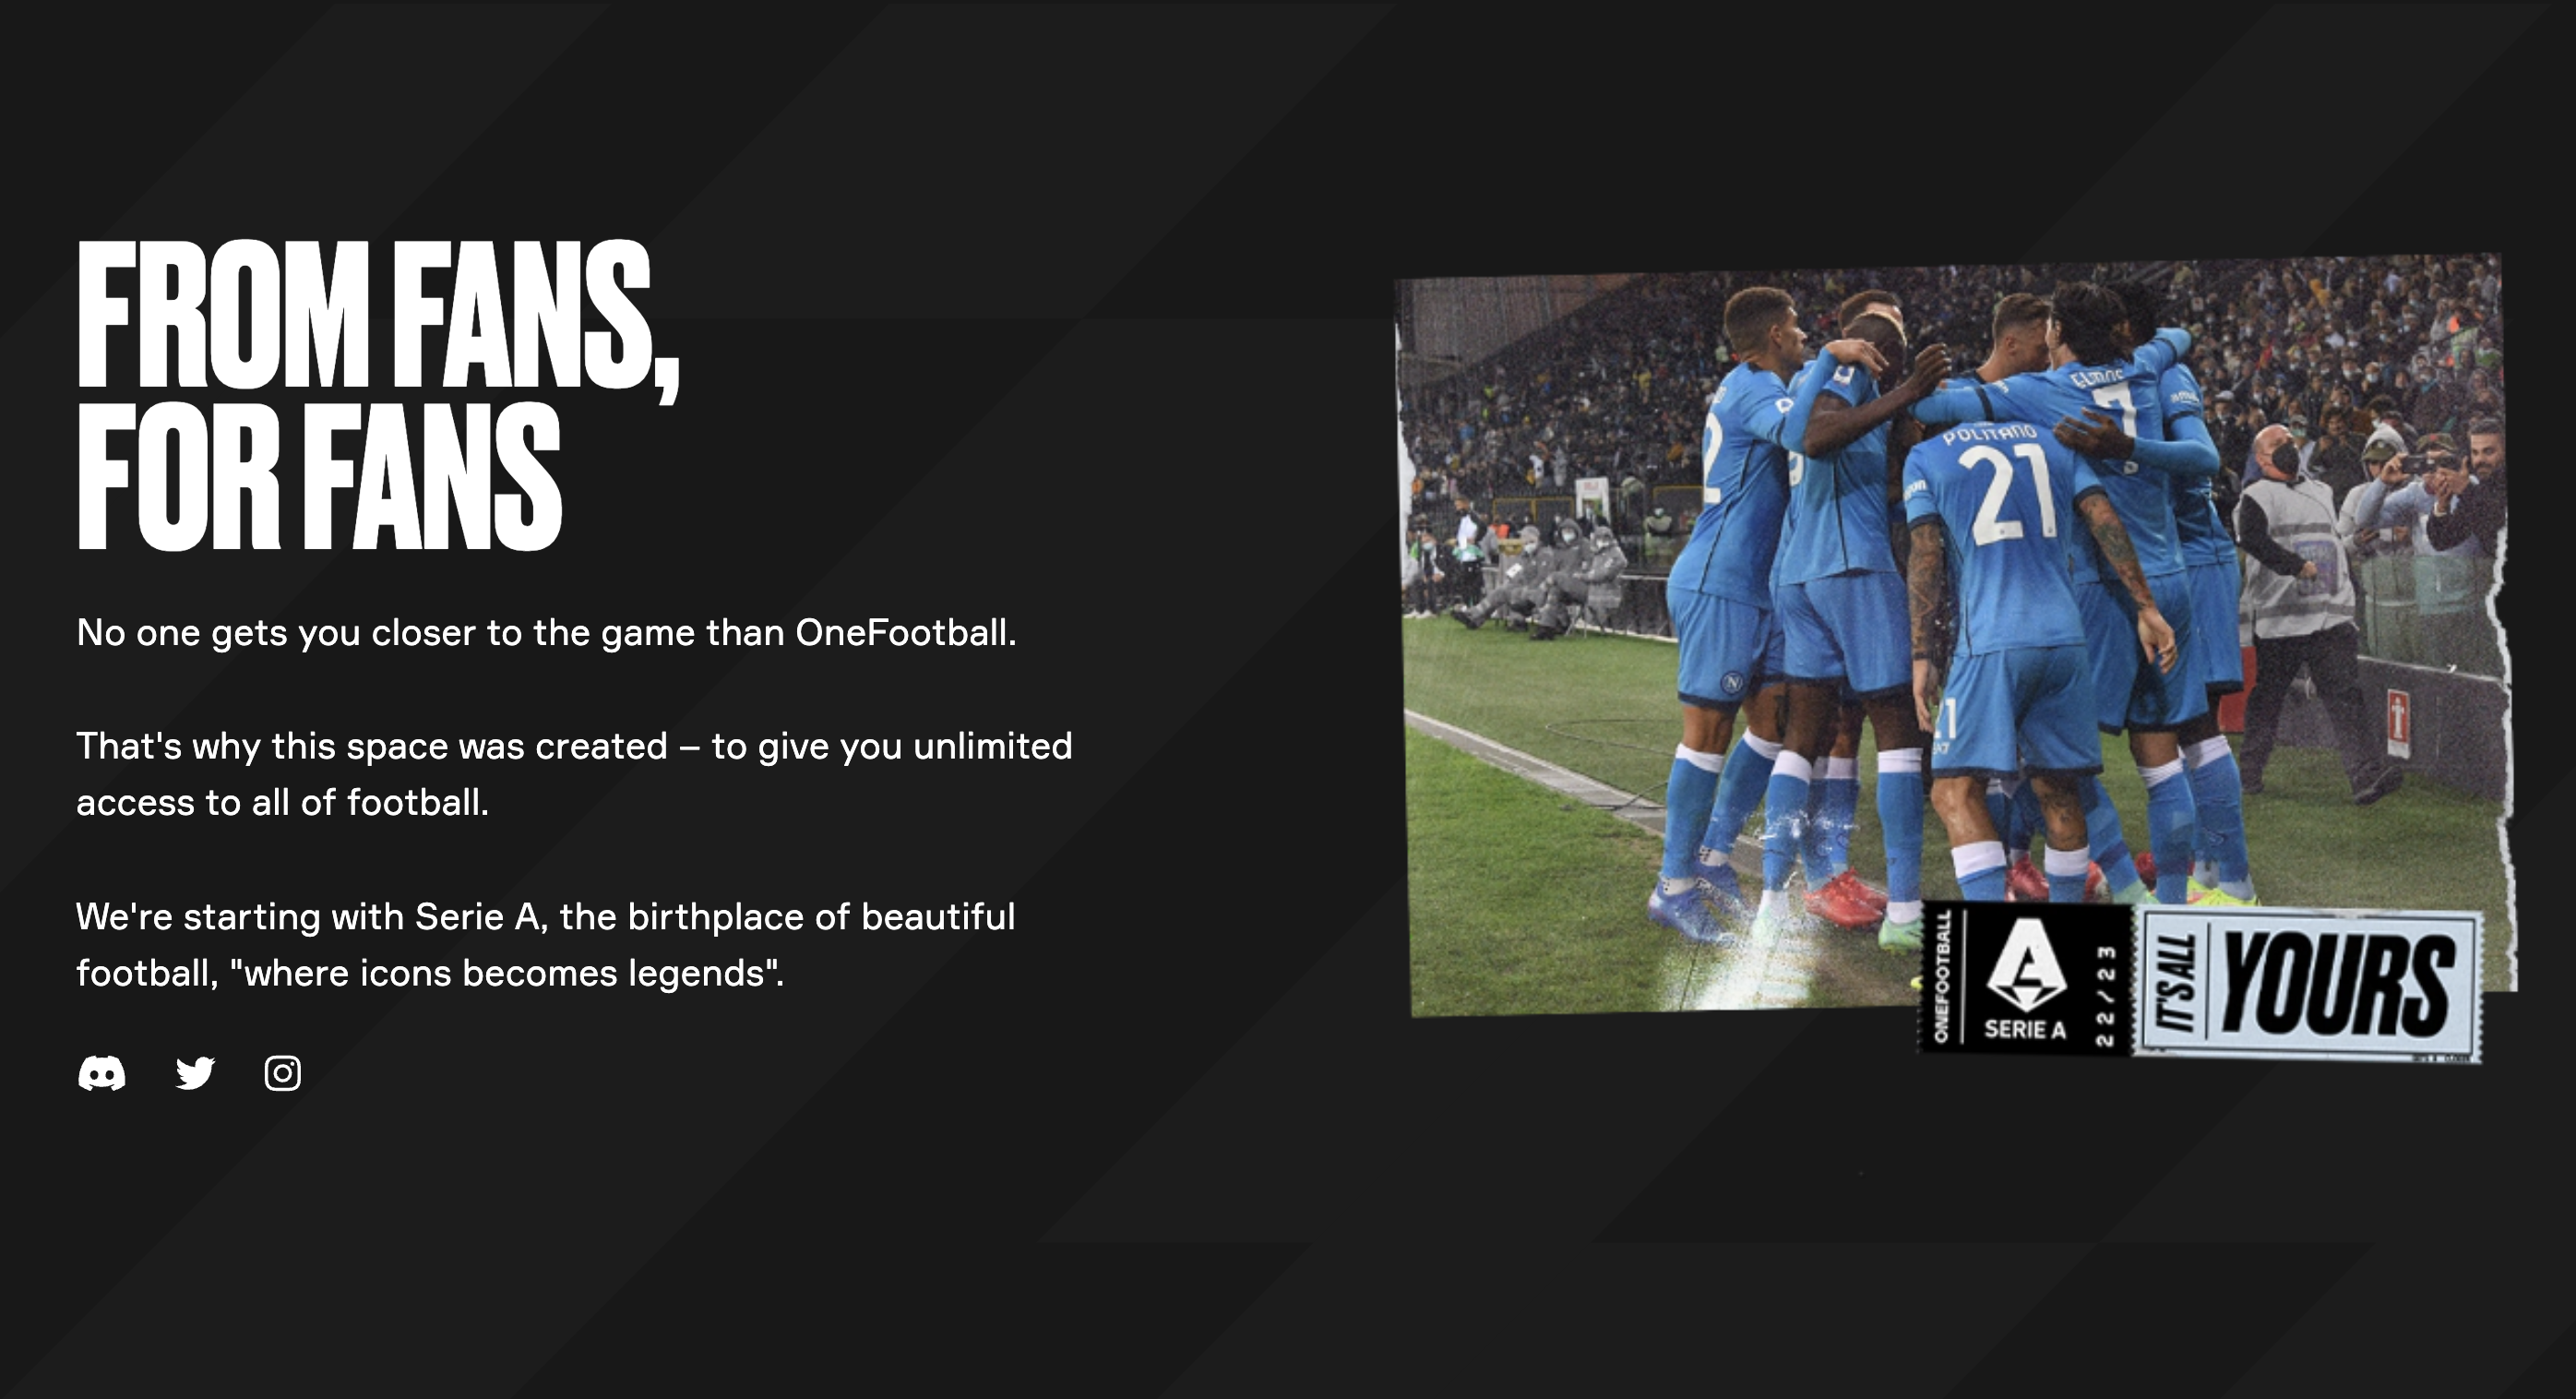 FROM FANS,
FOR FANS
No one gets you closer to the game than OneFootball.
That's why this space was created – to give you unlimited
access to all of football.
We're starting with Serie A, the birthplace of beautiful
football, "where icons becomes legends".
POLITANO
21
ELMAS
7
2
21
N
ONEFOOTBALL
SERIE A
22/23
IT'S ALL
YOURS